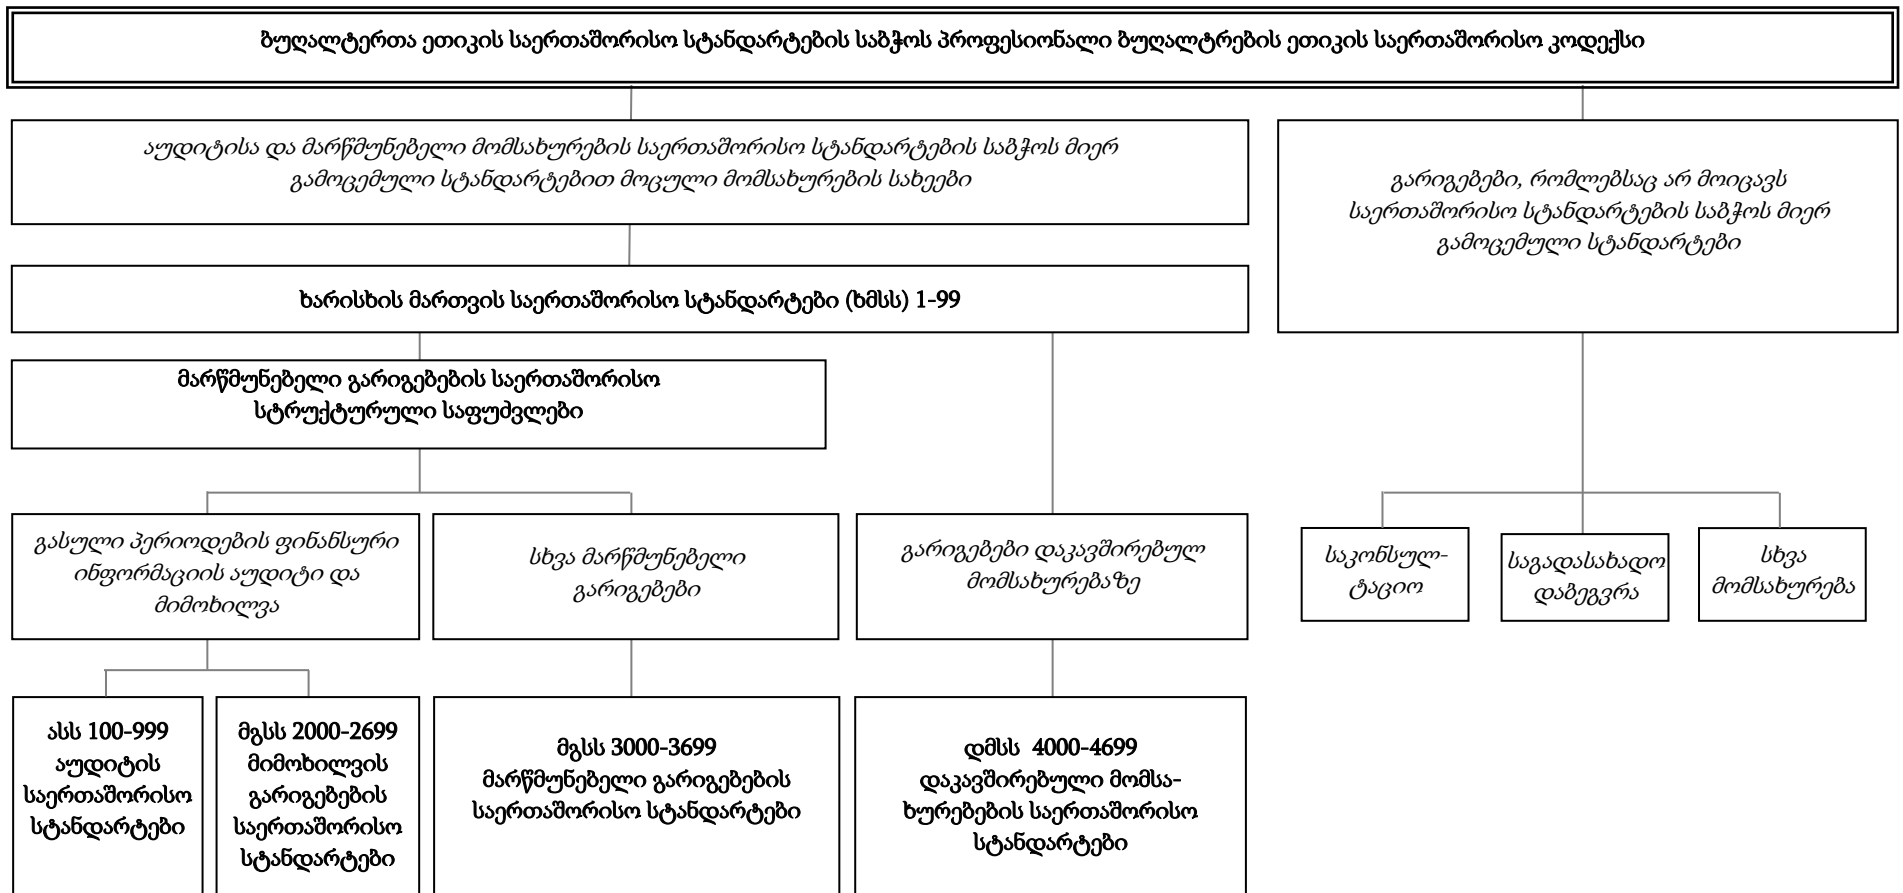 ბუღალტერთა ეთიკის საერთაშორისო სტანდარტების საბჭოს პროფესიონალი ბუღალტრების ეთიკის საერთაშორისო კოდექსი
აუდიტისა და მარწმუნებელი მომსახურების საერთაშორისო სტანდარტების საბჭოს მიერ
გამოცემული სტანდარტებით მოცული მომსახურების სახეები
გარიგებები, რომლებსაც არ მოიცავს
საერთაშორისო სტანდარტების საბჭოს მიერ
გამოცემული სტანდარტები
ხარისხის მართვის საერთაშორისო სტანდარტები (ხმსს) 1-99
მარწმუნებელი გარიგებების საერთაშორისო
სტრუქტურული საფუძვლები
გასული პერიოდების ფინანსური
ინფორმაციის აუდიტი და
მიმოხილვა
სხვა მარწმუნებელი
გარიგებები
გარიგებები დაკავშირებულ
მომსახურებაზე
საკონსულ-
ტაციო
საგადასახადო
დაბეგვრა
სხვა
მომსახურება
ასს 100-999
აუდიტის
საერთაშორისო
სტანდარტები
მგსს 2000-2699
მიმოხილვის
გარიგებების
საერთაშორისო
სტანდარტები
მგსს 3000-3699
მარწმუნებელი გარიგებების
საერთაშორისო სტანდარტები
დმსს 4000-4699
დაკავშირებული მომსა-
ხურებების საერთაშორისო
სტანდარტები